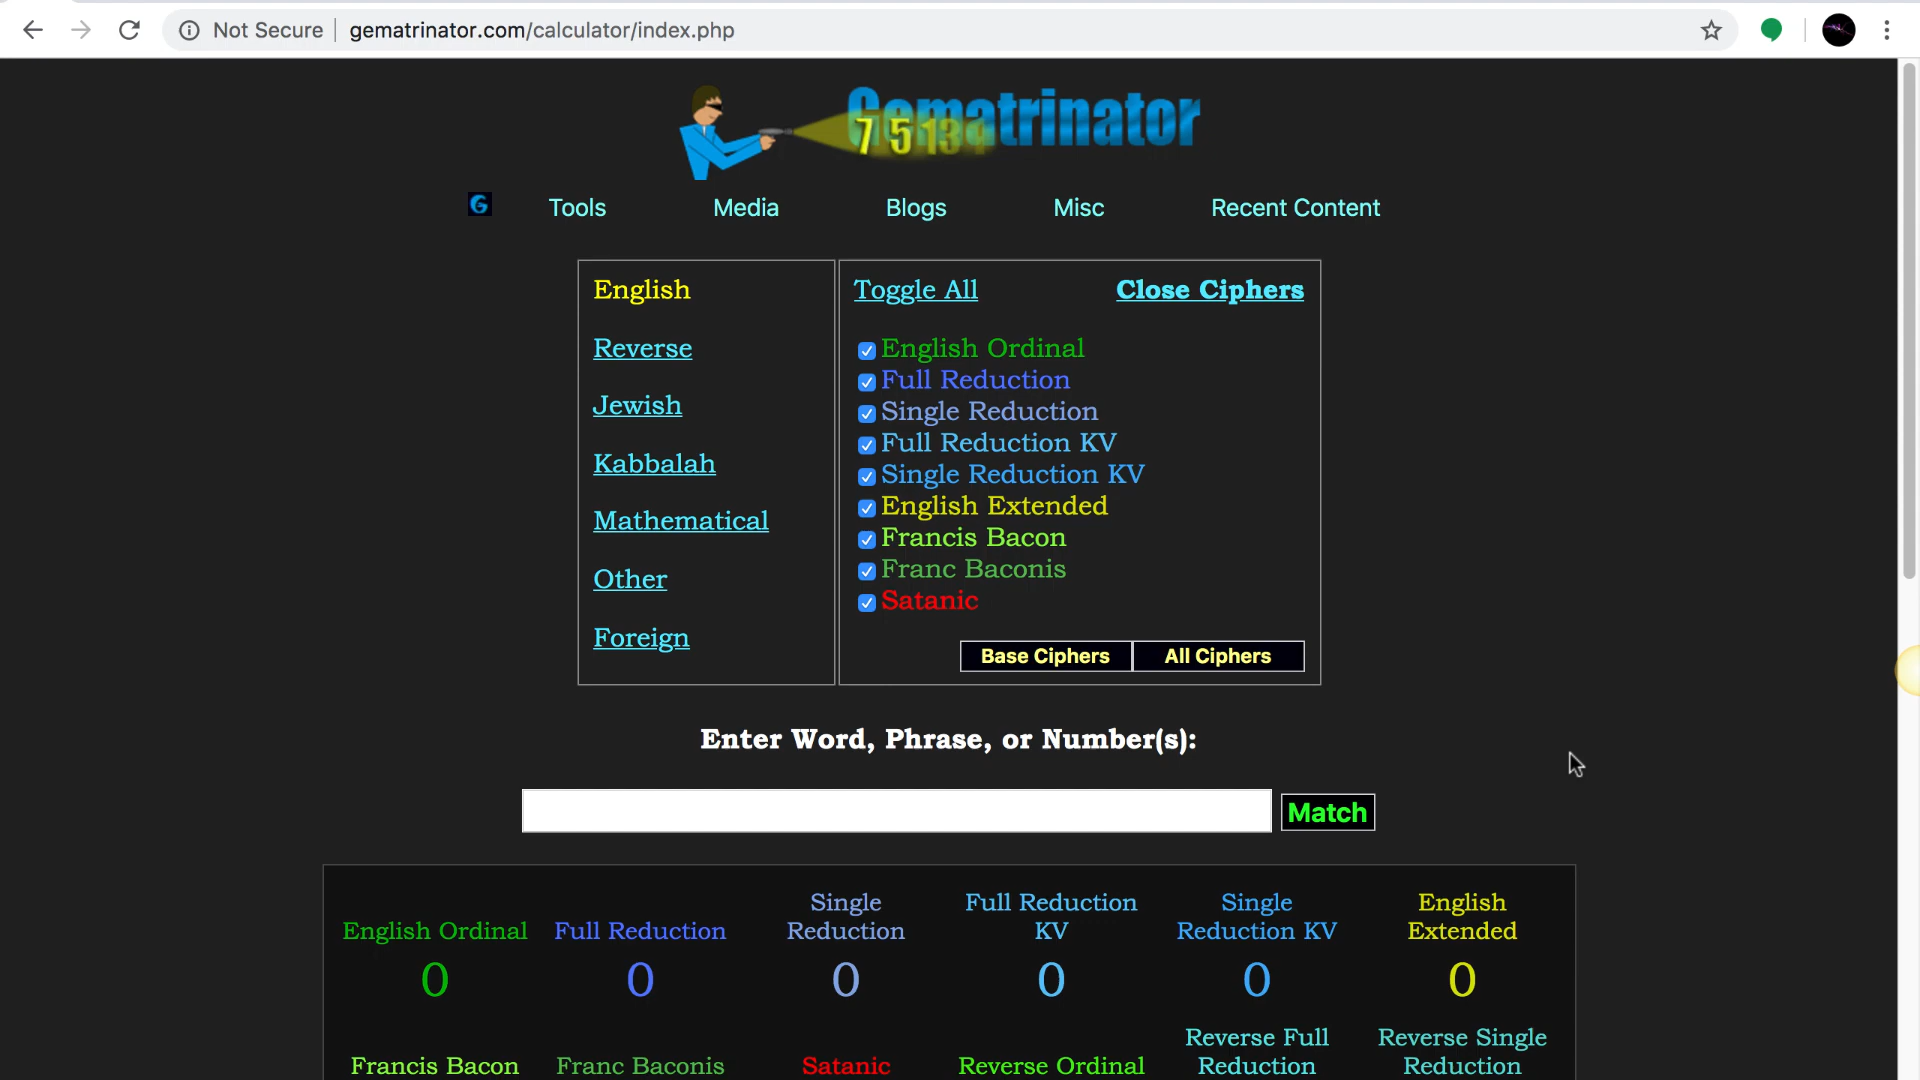 Not Secure gematrinator.com/calculator/index.php
Gematrinator
7 5 13 9
G Tools Media Blogs Misc Recent Content
English
Reverse
Jewish
Kabbalah
Mathematical
Other
Foreign
Toggle All Close Ciphers
English Ordinal
Full Reduction
Single Reduction
Full Reduction KV
Single Reduction KV
English Extended
Francis Bacon
Franc Baconis
Satanic
Base Ciphers All Ciphers
Enter Word, Phrase, or Number(s):
Match
English Ordinal
0
Full Reduction
0
Single
Reduction
0
Full Reduction
KV
0
Single
Reduction KV
0
English
Extended
0
Francis Bacon
Franc Baconis
Satanic
Reverse Ordinal
Reverse Full
Reduction
Reverse Single
Reduction